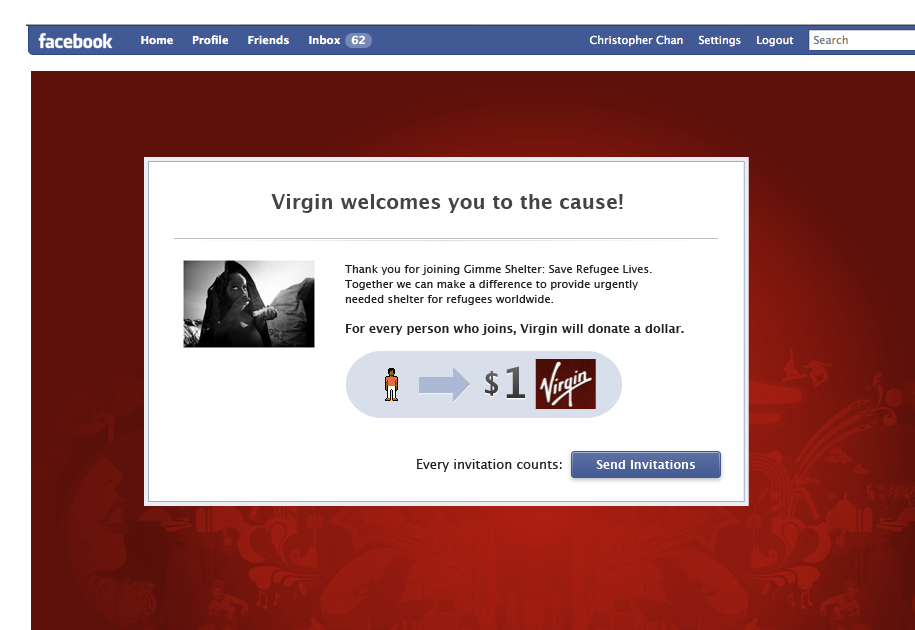 facebook Home Profile Friends Inbox 62 Christopher Chan Settings Logout Search
Virgin welcomes you to the cause!
Thank you for joining Gimme Shelter: Save Refugee Lives.
Together we can make a difference to provide urgently
needed shelter for refugees worldwide.
For every person who joins, Virgin will donate a dollar.
$1 Virgin
Every invitation counts: Send Invitations